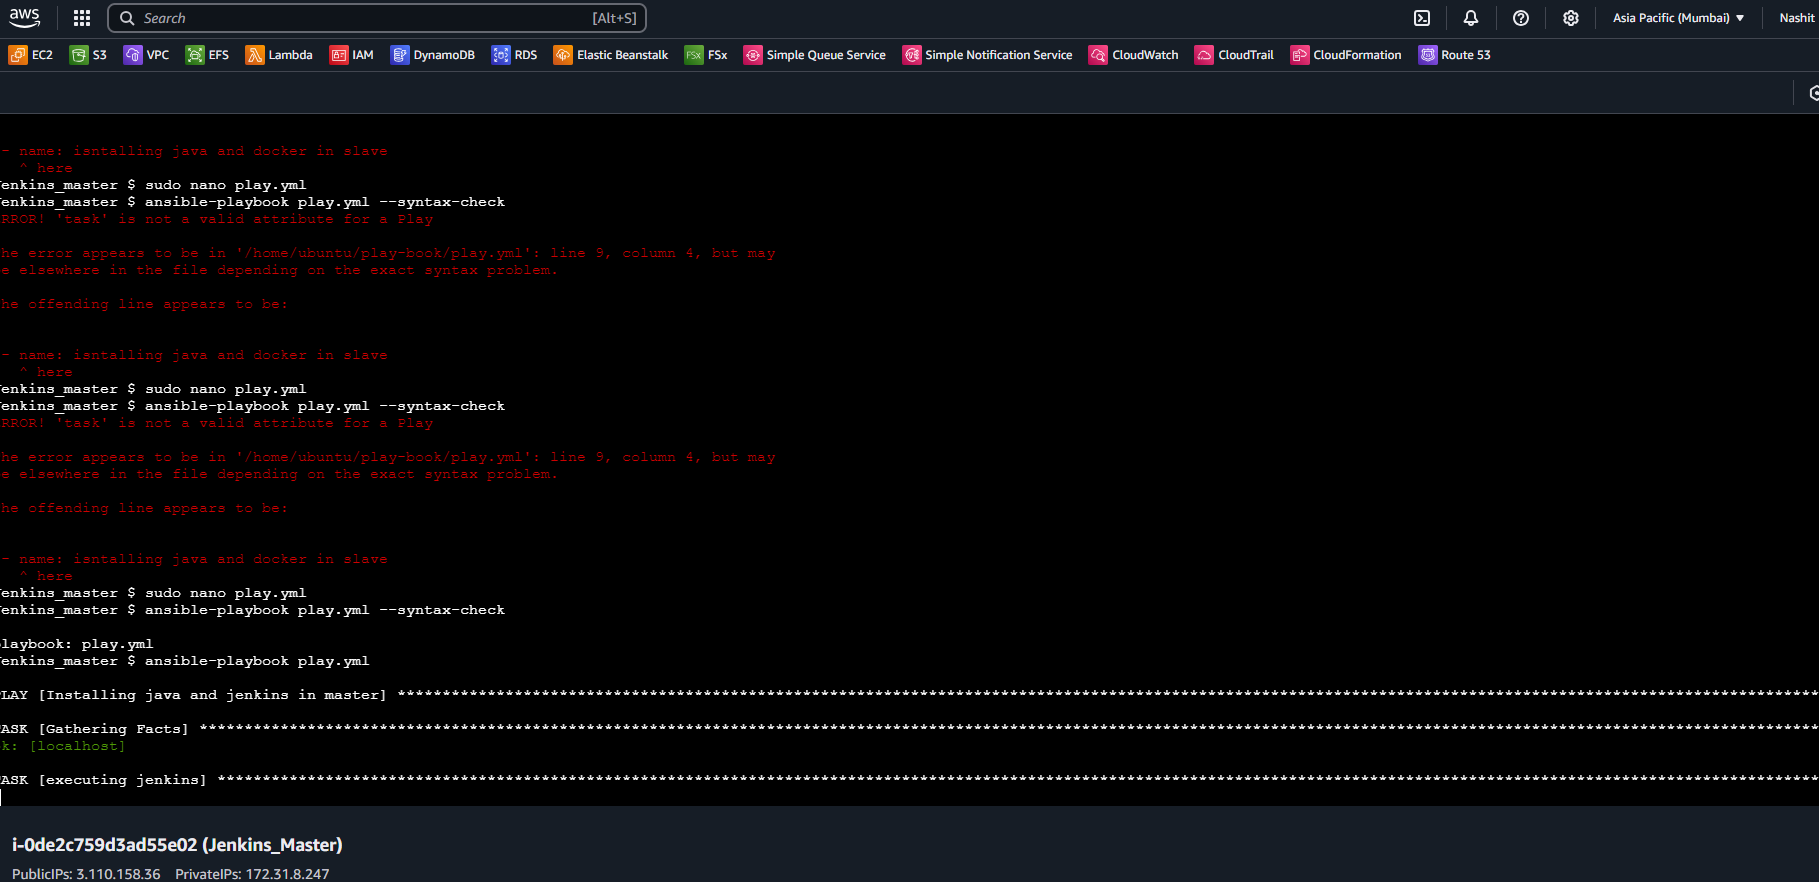 aws
Search [Alt+S]
Asia Pacific (Mumbai)
Nashit
EC2 S3 VPC EFS Lambda IAM DynamoDB RDS Elastic Beanstalk FSx Simple Queue Service Simple Notification Service CloudWatch CloudTrail CloudFormation Route 53
- name: isntalling java and docker in slave
^ here
enkins_master $ sudo nano play.yml
enkins_master $ ansible-playbook play.yml --syntax-check
RROR! 'task' is not a valid attribute for a Play
he error appears to be in '/home/ubuntu/play-book/play.yml': line 9, column 4, but may
e elsewhere in the file depending on the exact syntax problem.
he offending line appears to be:
- name: isntalling java and docker in slave
^ here
enkins_master $ sudo nano play.yml
enkins_master $ ansible-playbook play.yml --syntax-check
RROR! 'task' is not a valid attribute for a Play
he error appears to be in '/home/ubuntu/play-book/play.yml': line 9, column 4, but may
e elsewhere in the file depending on the exact syntax problem.
he offending line appears to be:
- name: isntalling java and docker in slave
^ here
enkins_master $ sudo nano play.yml
enkins_master $ ansible-playbook play.yml --syntax-check
laybook: play.yml
enkins_master $ ansible-playbook play.yml
LAY [Installing java and jenkins in master] ****************************************************************************************************************************************************************
ASK [Gathering Facts] ************************************************************************************************************************************************************************************
k: [localhost]
ASK [executing jenkins] **********************************************************************************************************************************************************************************
i-0de2c759d3ad55e02 (Jenkins_Master)
PublicIPs: 3.110.158.36 PrivateIPs: 172.31.8.247